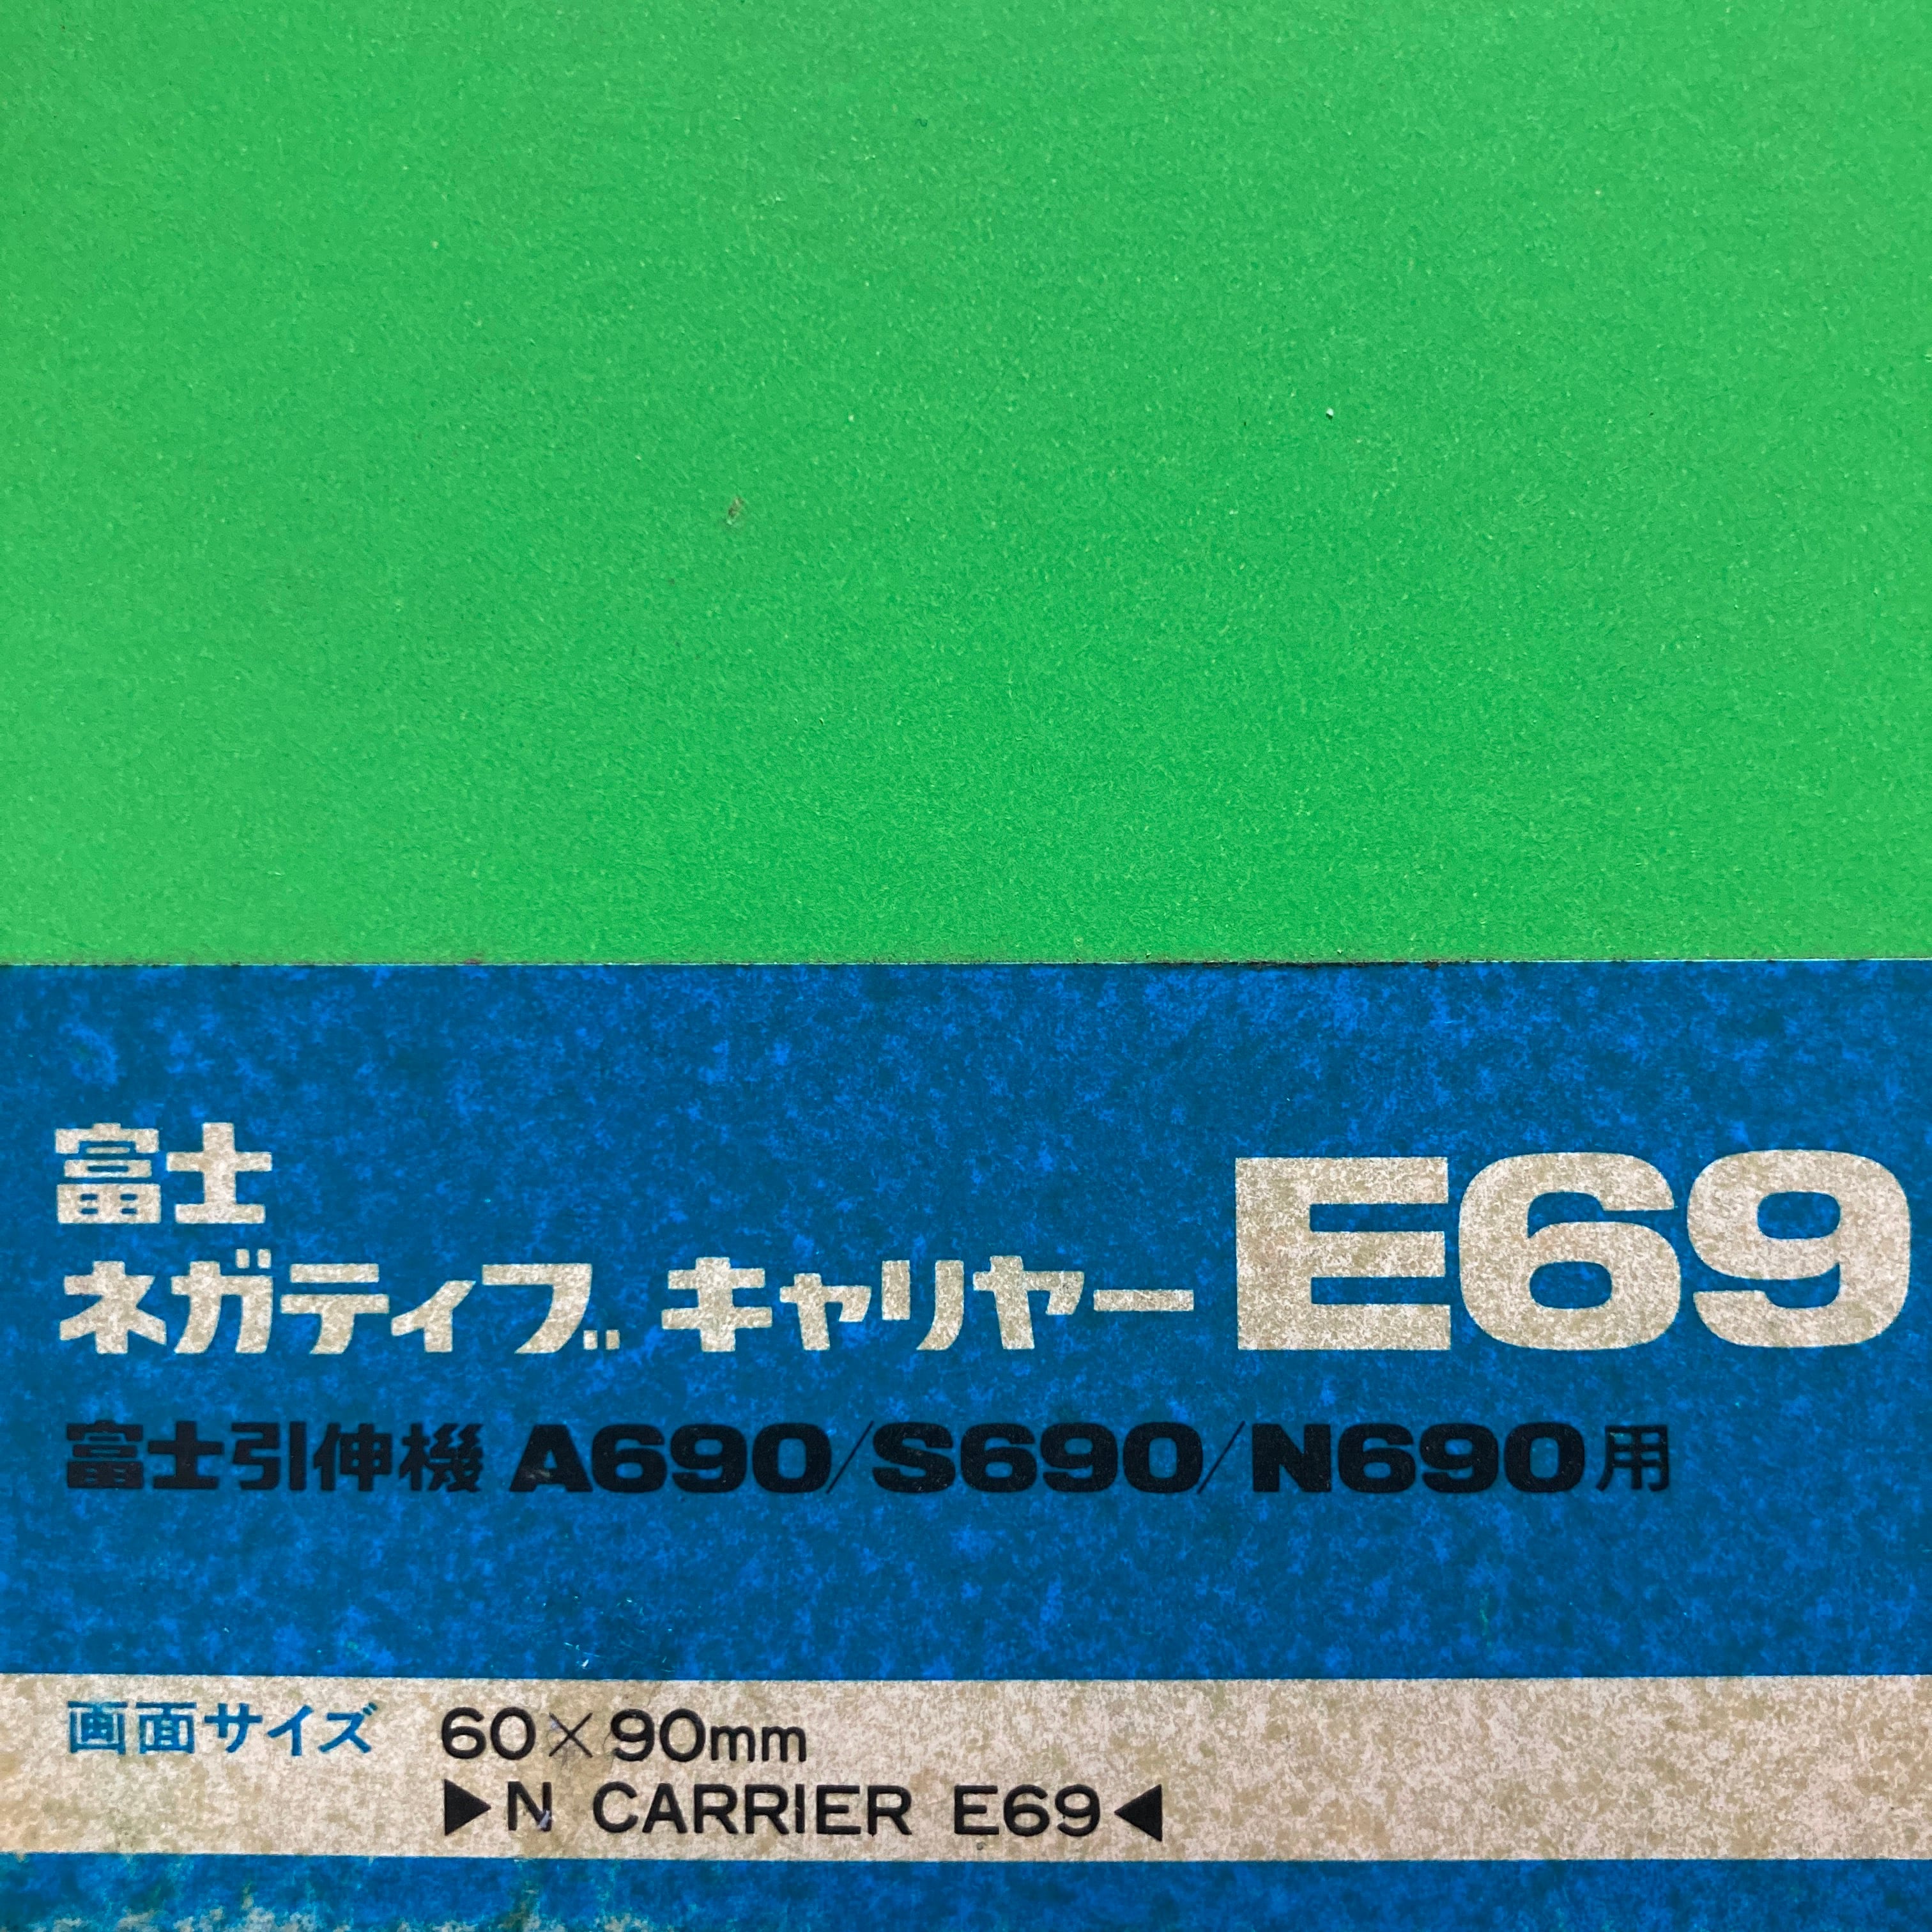 富士
ネガティブ キャリヤー E69
富士引伸機 A690/S690/N690用
画面サイズ 60×90mm
▶N CARRIER E69◀